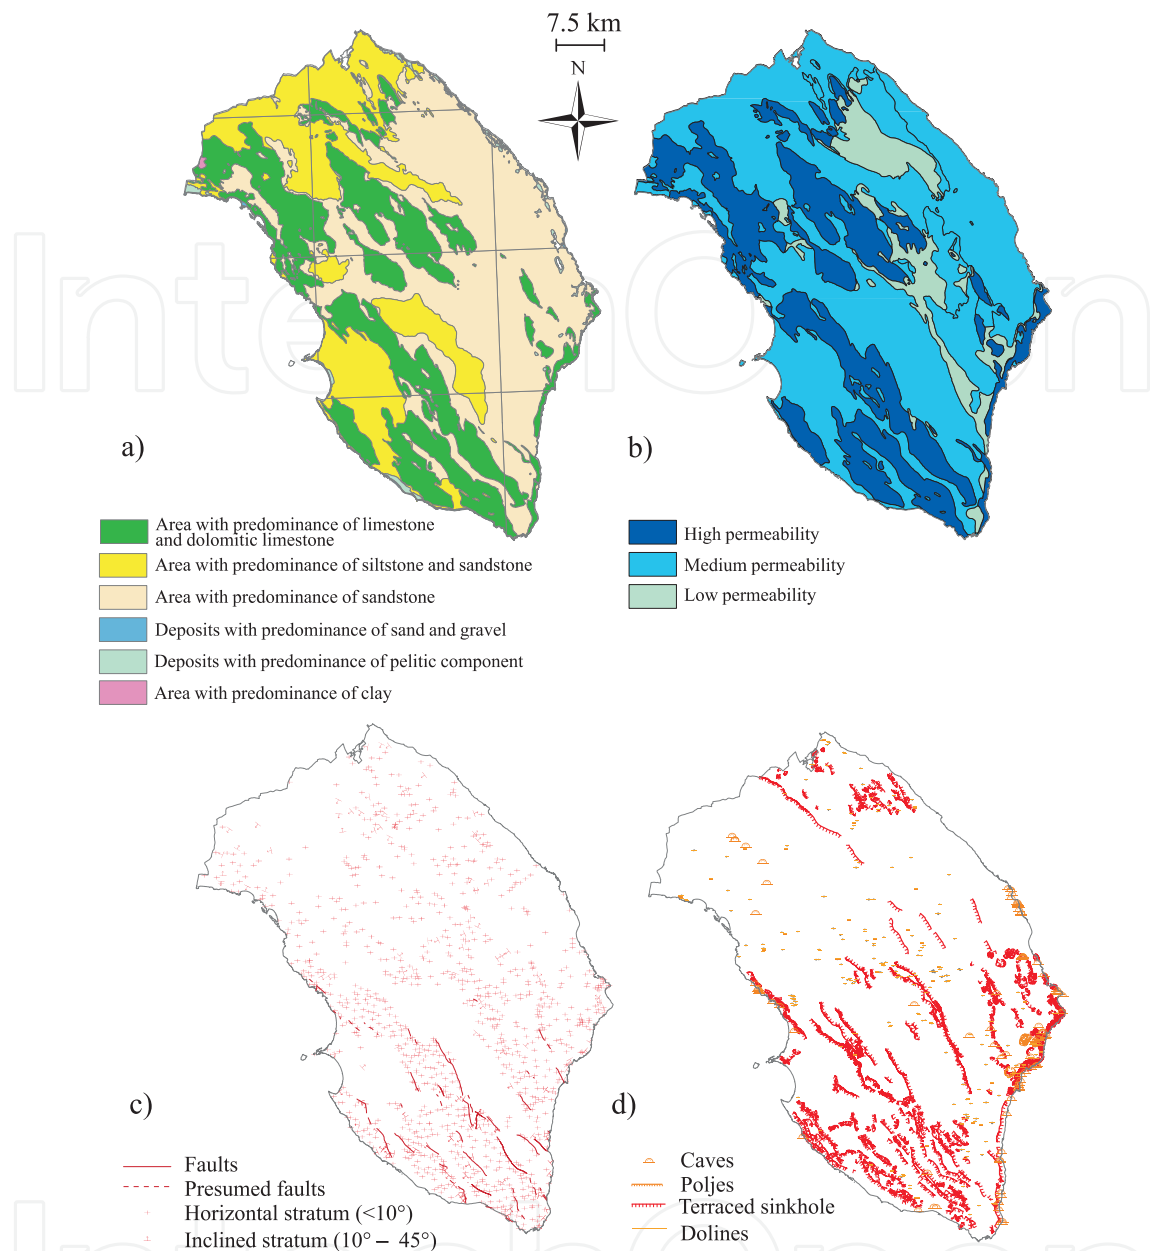 7.5 km
N
a)
b)
Area with predominance of limestone
and dolomitic limestone
Area with predominance of siltstone and sandstone
Area with predominance of sandstone
Deposits with predominance of sand and gravel
Deposits with predominance of pelitic component
Area with predominance of clay
High permeability
Medium permeability
Low permeability
c)
d)
Faults
Presumed faults
Horizontal stratum (<10°)
Inclined stratum (10° – 45°)
Caves
Poljes
Terraced sinkhole
Dolines